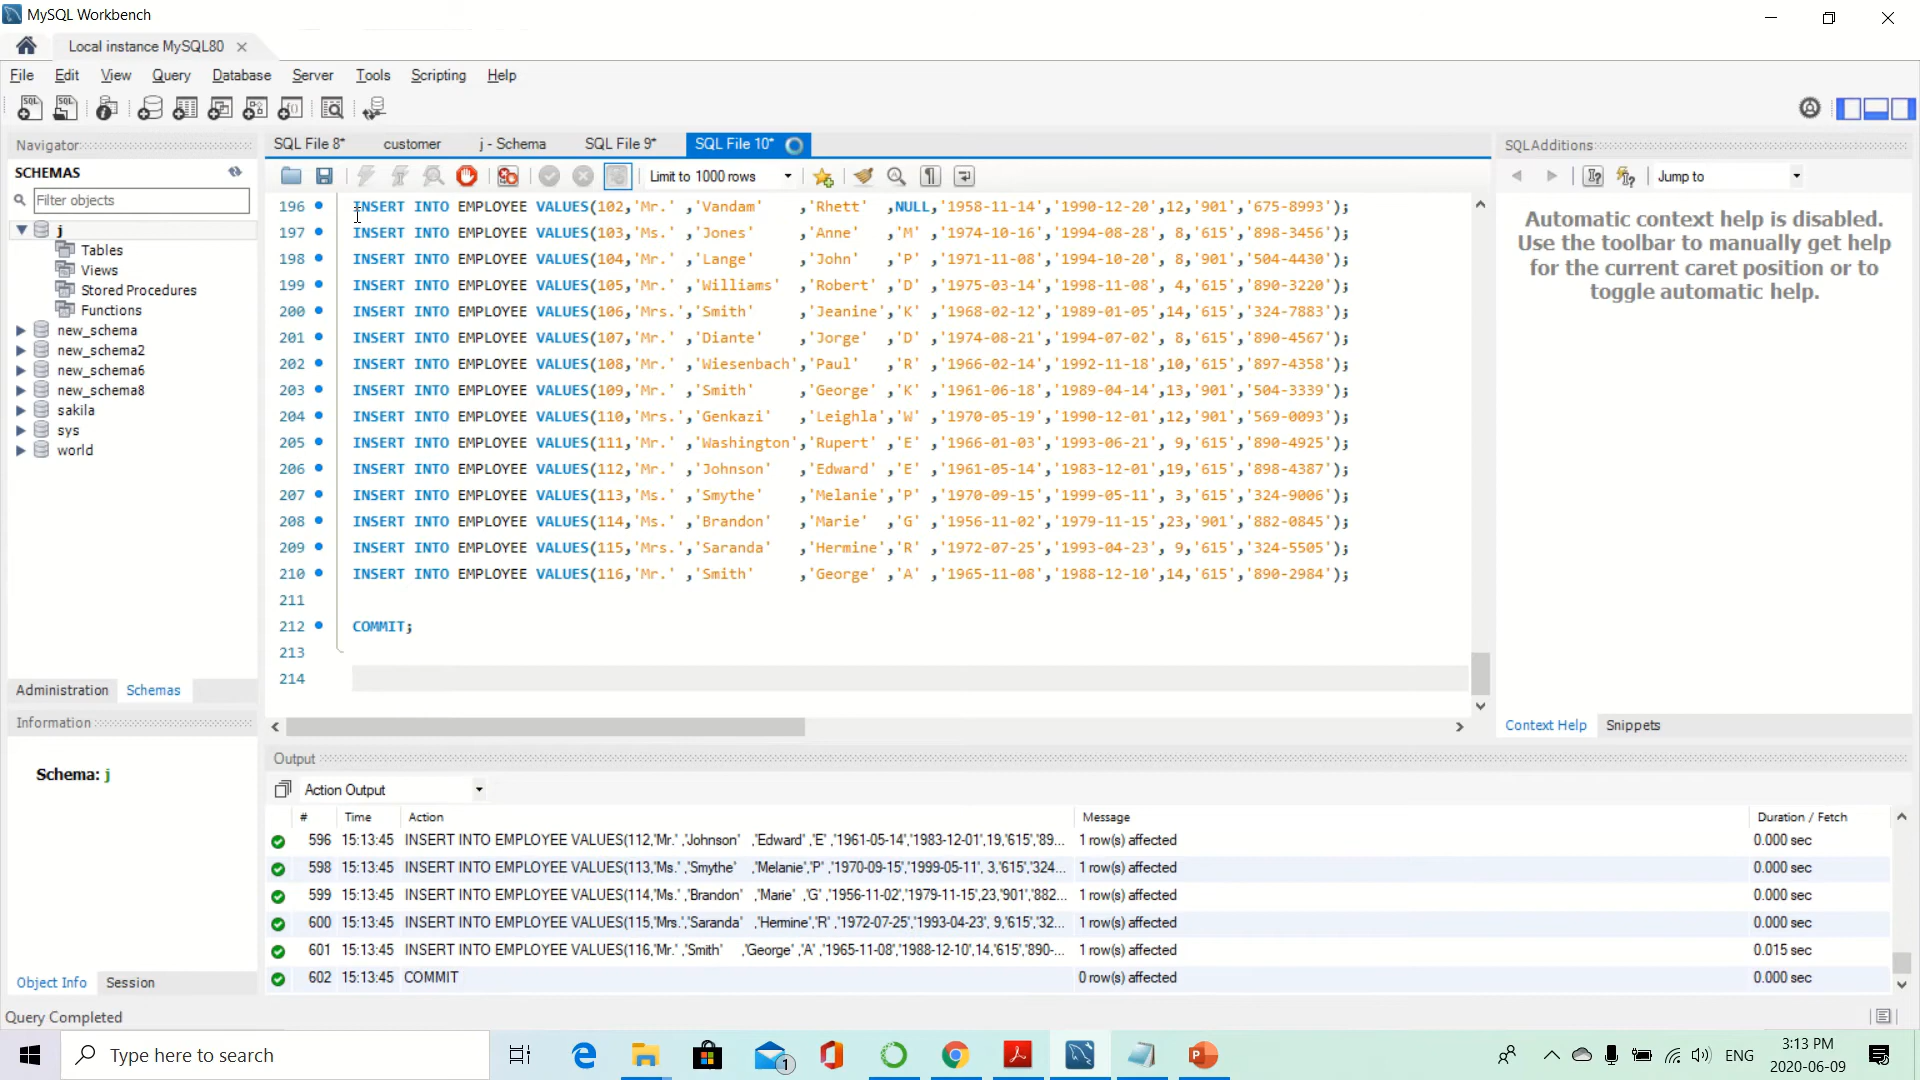 MySQL Workbench
Local instance MySQL80
File Edit View Query Database Server Tools Scripting Help
Navigator
SCHEMAS
Filter objects
j
Tables
Views
Stored Procedures
Functions
new_schema
new_schema2
new_schema6
new_schema8
sakila
sys
world
Administration Schemas
Information
Schema: j
Object Info Session
SQL File 8* customer j - Schema SQL File 9* SQL File 10*
Limit to 1000 rows
196 INSERT INTO EMPLOYEE VALUES(102,'Mr.' ,'Vandam' ,'Rhett' ,NULL,'1958-11-14','1990-12-20',12,'901','675-8993');
197 INSERT INTO EMPLOYEE VALUES(103,'Ms.' ,'Jones' ,'Anne' ,'M' ,'1974-10-16','1994-08-28', 8,'615','898-3456');
198 INSERT INTO EMPLOYEE VALUES(104,'Mr.' ,'Lange' ,'John' ,'P' ,'1971-11-08','1994-10-20', 8,'901','504-4430');
199 INSERT INTO EMPLOYEE VALUES(105,'Mr.' ,'Williams' ,'Robert' ,'D' ,'1975-03-14','1998-11-08', 4,'615','890-3220');
200 INSERT INTO EMPLOYEE VALUES(106,'Mrs.','Smith' ,'Jeanine','K' ,'1968-02-12','1989-01-05',14,'615','324-7883');
201 INSERT INTO EMPLOYEE VALUES(107,'Mr.' ,'Diante' ,'Jorge' ,'D' ,'1974-08-21','1994-07-02', 8,'615','890-4567');
202 INSERT INTO EMPLOYEE VALUES(108,'Mr.' ,'Wiesenbach','Paul' ,'R' ,'1966-02-14','1992-11-18',10,'615','897-4358');
203 INSERT INTO EMPLOYEE VALUES(109,'Mr.' ,'Smith' ,'George' ,'K' ,'1961-06-18','1989-04-14',13,'901','504-3339');
204 INSERT INTO EMPLOYEE VALUES(110,'Mrs.','Genkazi' ,'Leighla','W' ,'1970-05-19','1990-12-01',12,'901','569-0093');
205 INSERT INTO EMPLOYEE VALUES(111,'Mr.' ,'Washington','Rupert' ,'E' ,'1966-01-03','1993-06-21', 9,'615','890-4925');
206 INSERT INTO EMPLOYEE VALUES(112,'Mr.' ,'Johnson' ,'Edward' ,'E' ,'1961-05-14','1983-12-01',19,'615','898-4387');
207 INSERT INTO EMPLOYEE VALUES(113,'Ms.' ,'Smythe' ,'Melanie','P' ,'1970-09-15','1999-05-11', 3,'615','324-9006');
208 INSERT INTO EMPLOYEE VALUES(114,'Ms.' ,'Brandon' ,'Marie' ,'G' ,'1956-11-02','1979-11-15',23,'901','882-0845');
209 INSERT INTO EMPLOYEE VALUES(115,'Mrs.','Saranda' ,'Hermine','R' ,'1972-07-25','1993-04-23', 9,'615','324-5505');
210 INSERT INTO EMPLOYEE VALUES(116,'Mr.' ,'Smith' ,'George' ,'A' ,'1965-11-08','1988-12-10',14,'615','890-2984');
211
212 COMMIT;
213
214
SQLAdditions
Jump to
Automatic context help is disabled.
Use the toolbar to manually get help
for the current caret position or to
toggle automatic help.
Context Help Snippets
Output
Action Output
# Time Action Message Duration / Fetch
596 15:13:45 INSERT INTO EMPLOYEE VALUES(112,'Mr.' ,'Johnson' ,'Edward' ,'E' ,'1961-05-14','1983-12-01',19,'615','89... 1 row(s) affected 0.000 sec
598 15:13:45 INSERT INTO EMPLOYEE VALUES(113,'Ms.' ,'Smythe' ,'Melanie','P' ,'1970-09-15','1999-05-11', 3,'615','324... 1 row(s) affected 0.000 sec
599 15:13:45 INSERT INTO EMPLOYEE VALUES(114,'Ms.' ,'Brandon' ,'Marie' ,'G' ,'1956-11-02','1979-11-15',23,'901','882... 1 row(s) affected 0.000 sec
600 15:13:45 INSERT INTO EMPLOYEE VALUES(115,'Mrs.','Saranda' ,'Hermine','R' ,'1972-07-25','1993-04-23', 9,'615','32... 1 row(s) affected 0.000 sec
601 15:13:45 INSERT INTO EMPLOYEE VALUES(116,'Mr.' ,'Smith' ,'George' ,'A' ,'1965-11-08','1988-12-10',14,'615','890-... 1 row(s) affected 0.015 sec
602 15:13:45 COMMIT 0 row(s) affected 0.000 sec
Query Completed
Type here to search
1
ENG
3:13 PM
2020-06-09